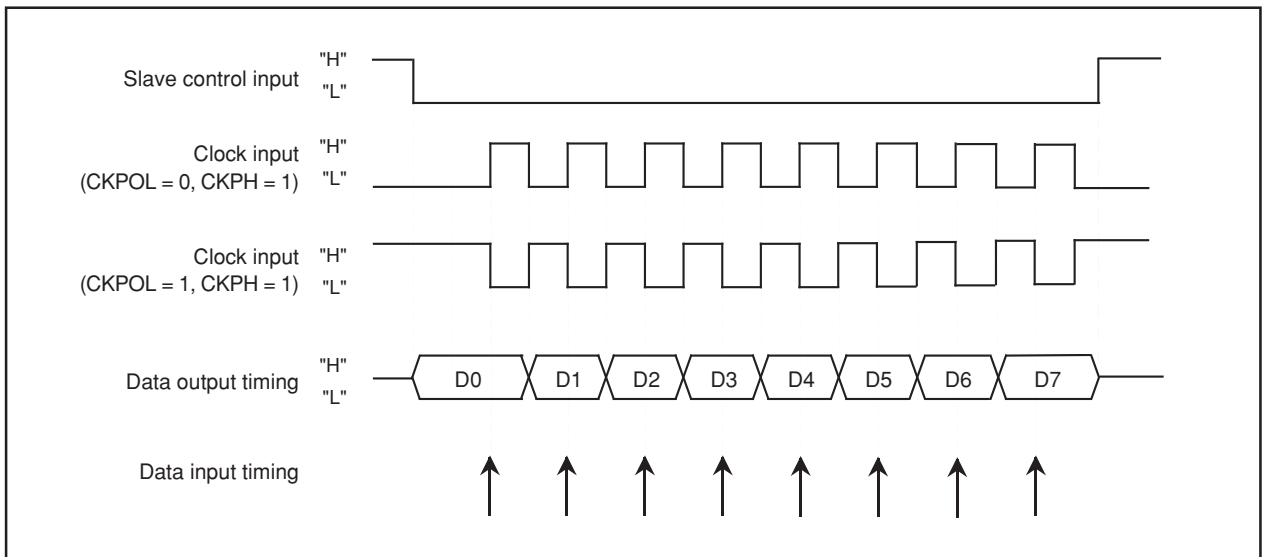 Slave control input "H"
"L"
Clock input "H"
(CKPOL = 0, CKPH = 1) "L"
Clock input "H"
(CKPOL = 1, CKPH = 1) "L"
Data output timing "H"
"L"
D0 D1 D2 D3 D4 D5 D6 D7
Data input timing